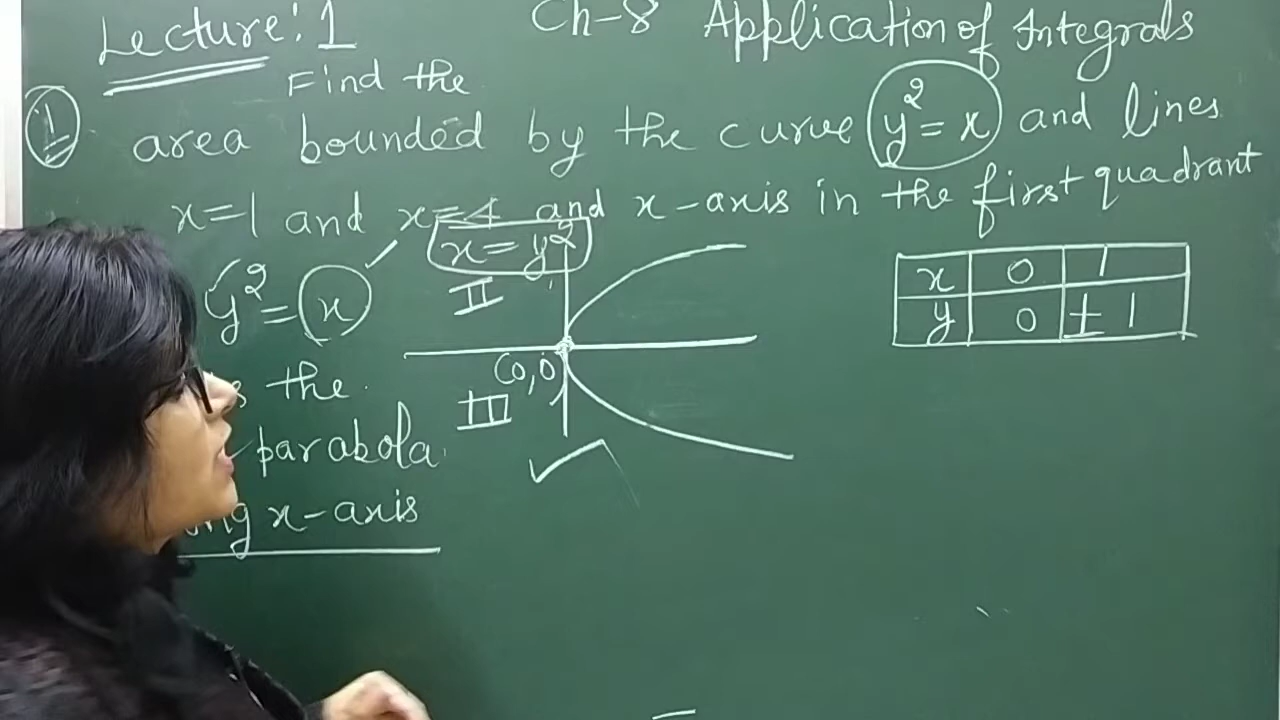 Lecture: 1
Ch-8 Application of Integrals
Find the
1 area bounded by the curve y² = x and lines
x=1 and x=4 and x-axis in the first quadrant
y² = x
x = y²
II
(0,0)
III
x 0 1
y 0 ± 1
the
parabola
x-axis